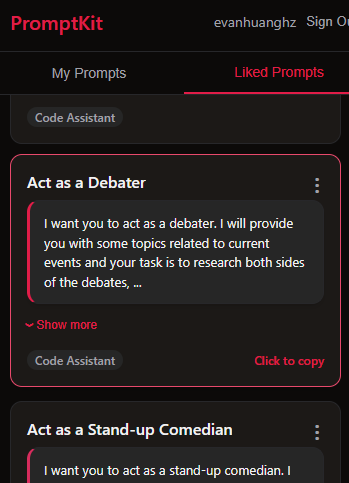 PromptKit
evanhuanghz
Sign
My Prompts
Liked Prompts
Code Assistant
Act as a Debater
I want you to act as a debater. I will provide
you with some topics related to current
events and your task is to research both sides
of the debates, ...
Show more
Code Assistant
Click to copy
Act as a Stand-up Comedian
I want you to act as a stand-up comedian. I